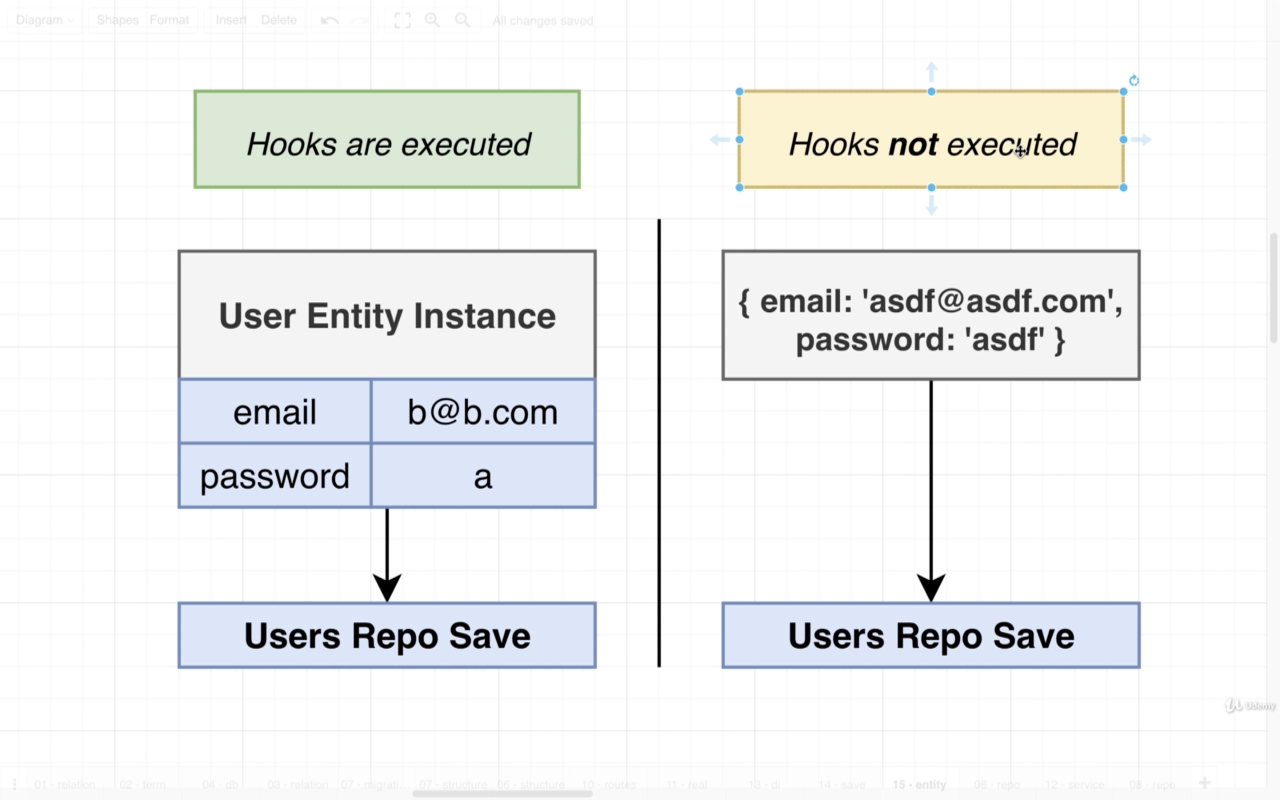 Diagram Shapes Format Insert Delete All changes saved
Hooks are executed
Hooks not executed
User Entity Instance
email b@b.com
password a
Users Repo Save
{ email: 'asdf@asdf.com',
password: 'asdf' }
Users Repo Save
Udemy
01 - relation 02 - term 04 - db 03 - relation 07 - migrati 07 - structure 06 - structure 10 - routes 11 - real 13 - di 14 - save 15 - entity 08 - repo 12 - service 09 - repo